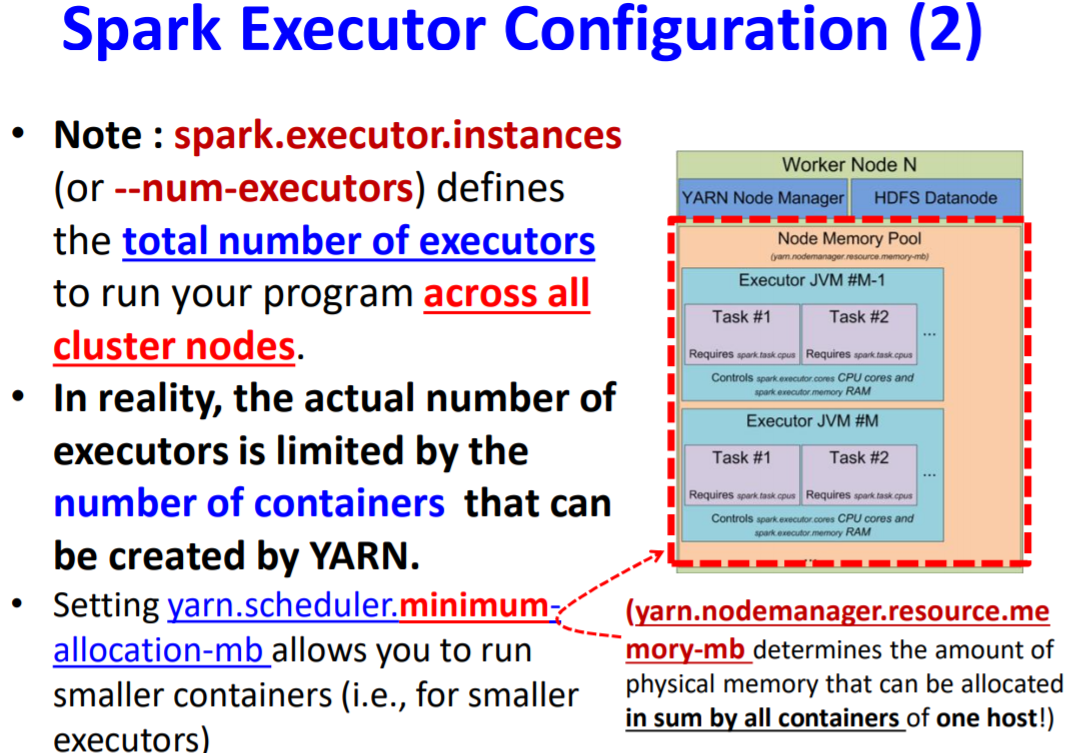 Spark Executor Configuration (2)
• Note : spark.executor.instances
(or --num-executors) defines
the total number of executors
to run your program across all
cluster nodes.
• In reality, the actual number of
executors is limited by the
number of containers that can
be created by YARN.
• Setting yarn.scheduler.minimum-
allocation-mb allows you to run
smaller containers (i.e., for smaller
executors)
Worker Node N
YARN Node Manager
HDFS Datanode
Node Memory Pool
(yarn.nodemanager.resource.memory-mb)
Executor JVM #M-1
Task #1
Requires spark.task.cpus
Task #2
Requires spark.task.cpus
...
Controls spark.executor.cores CPU cores and
spark.executor.memory RAM
Executor JVM #M
Task #1
Requires spark.task.cpus
Task #2
Requires spark.task.cpus
...
Controls spark.executor.cores CPU cores and
spark.executor.memory RAM
...
(yarn.nodemanager.resource.me
mory-mb determines the amount of
physical memory that can be allocated
in sum by all containers of one host!)